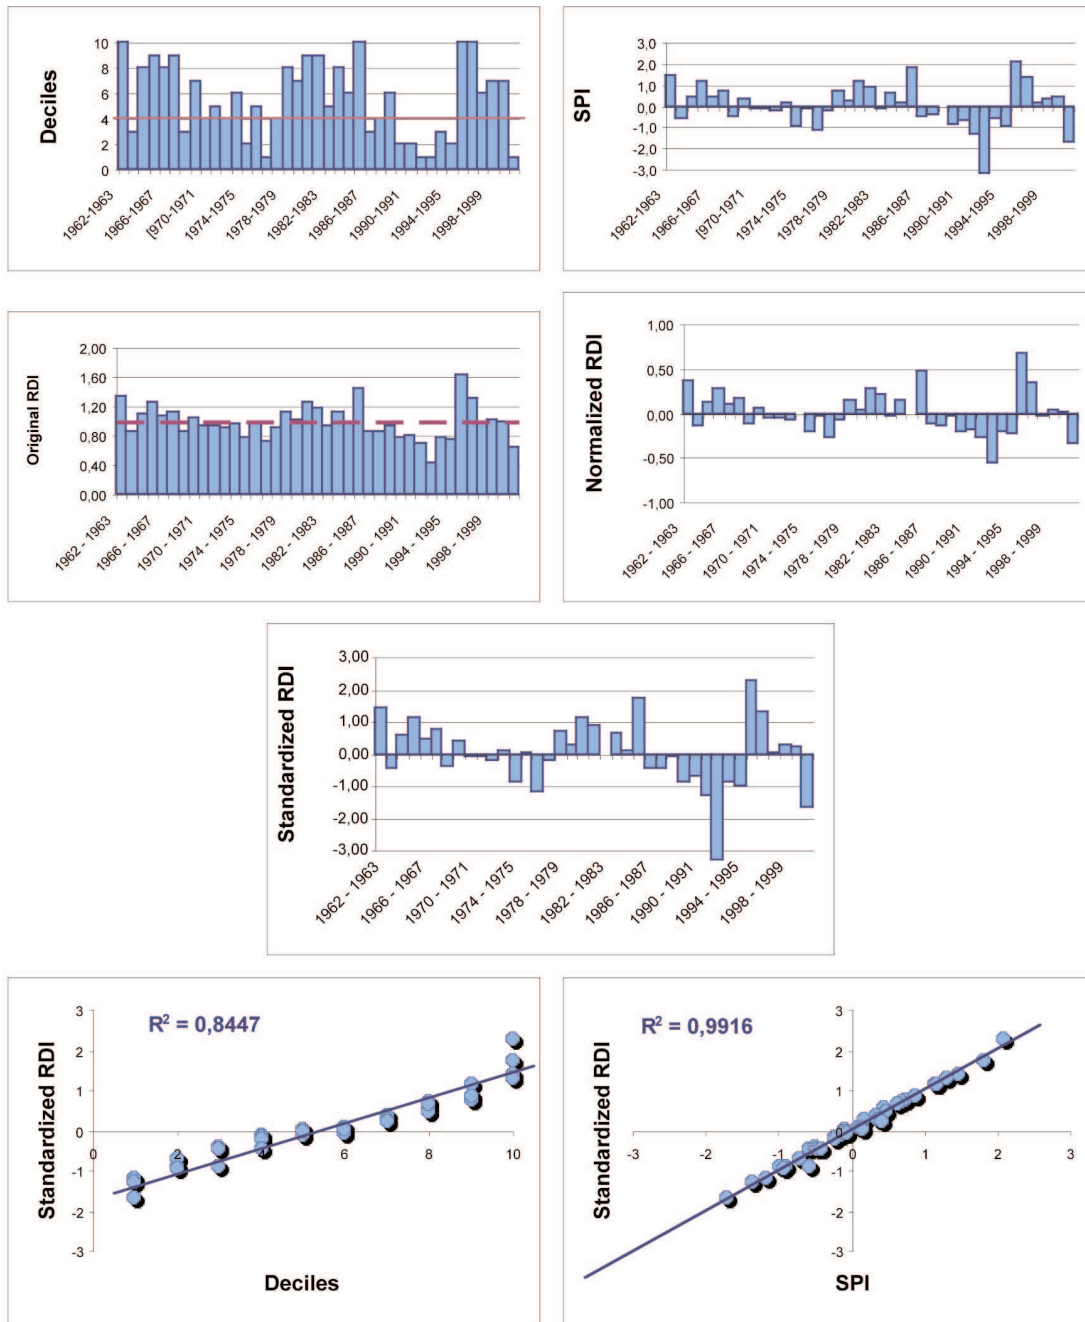 Deciles
10
8
6
4
2
0
1962-1963
1966-1967
[970-1971
1974-1975
1978-1979
1982-1983
1986-1987
1990-1991
1994-1995
1998-1999
SPI
3,0
2,0
1,0
0,0
-1,0
-2,0
-3,0
1962-1963
1966-1967
[970-1971
1974-1975
1978-1979
1982-1983
1986-1987
1990-1991
1994-1995
1998-1999
Original RDI
2,00
1,60
1,20
0,80
0,40
0,00
1962 - 1963
1966 - 1967
1970 - 1971
1974 - 1975
1978 - 1979
1982 - 1983
1986 - 1987
1990 - 1991
1994 - 1995
1998 - 1999
Normalized RDI
1,00
0,50
0,00
-0,50
-1,00
1962 - 1963
1966 - 1967
1970 - 1971
1974 - 1975
1978 - 1979
1982 - 1983
1986 - 1987
1990 - 1991
1994 - 1995
1998 - 1999
Standardized RDI
3,00
2,00
1,00
0,00
-1,00
-2,00
-3,00
1962 - 1963
1966 - 1967
1970 - 1971
1974 - 1975
1978 - 1979
1982 - 1983
1986 - 1987
1990 - 1991
1994 - 1995
1998 - 1999
Standardized RDI
R² = 0,8447
3
2
1
0
-1
-2
-3
0 2 4 6 8 10
Deciles
Standardized RDI
R² = 0,9916
3
2
1
0
-1
-2
-3
-3 -2 -1 0 1 2 3
SPI